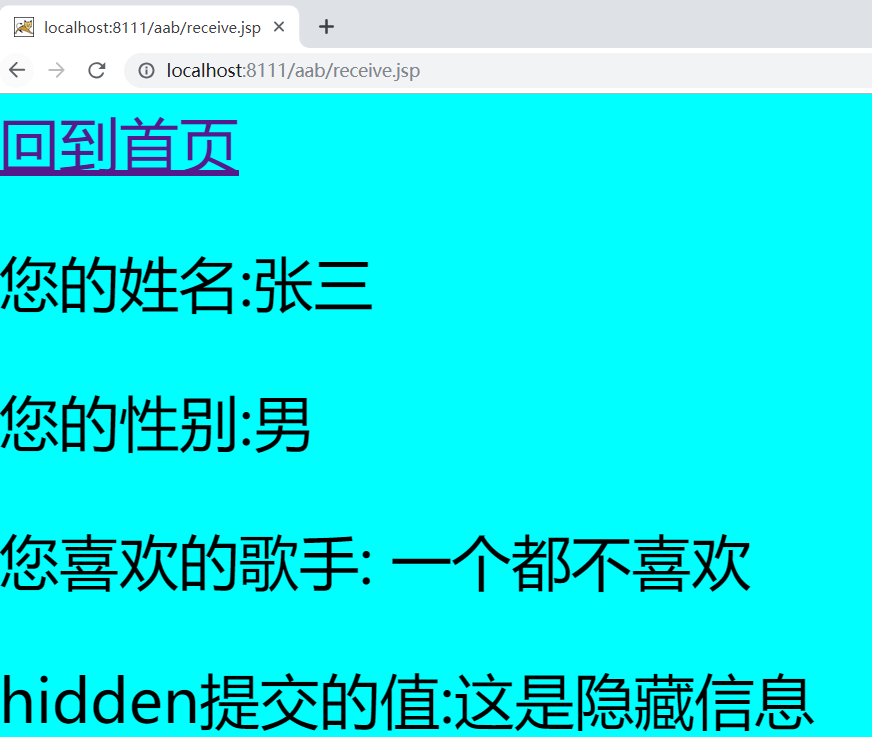 localhost:8111/aab/receive.jsp
localhost:8111/aab/receive.jsp
回到首页
您的姓名:张三
您的性别:男
您喜欢的歌手: 一个都不喜欢
hidden提交的值:这是隐藏信息